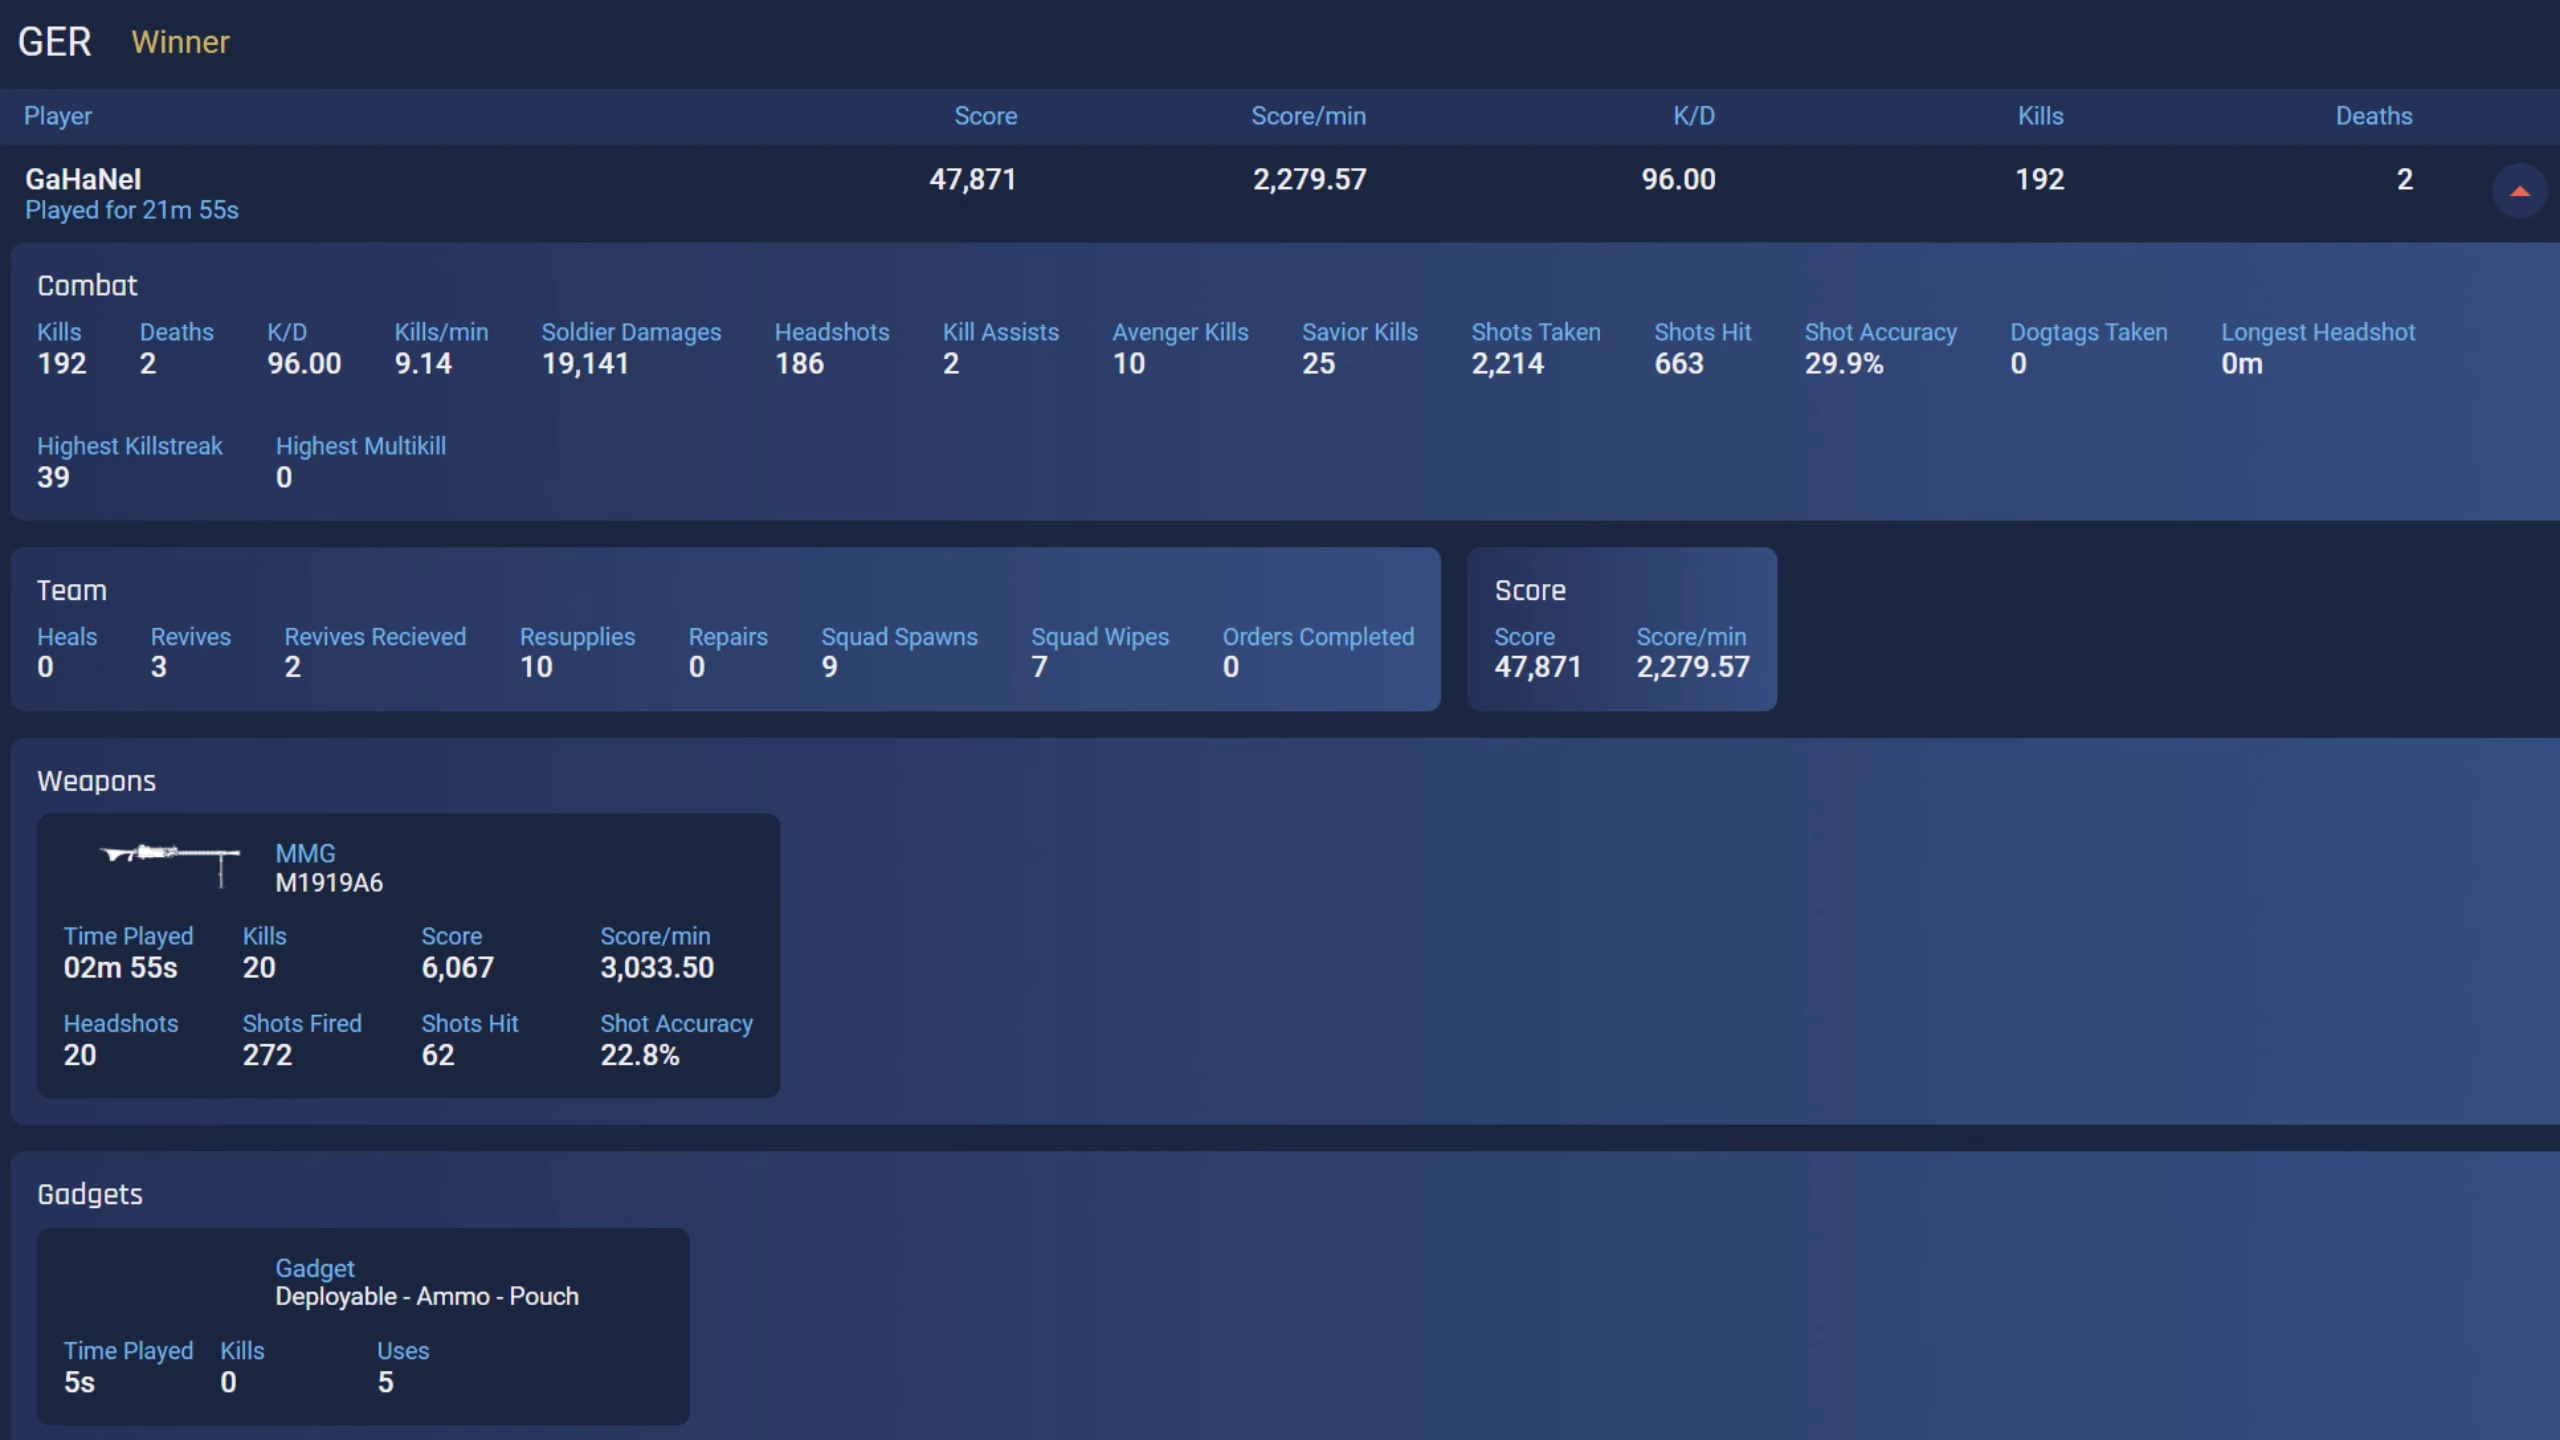 GER Winner
Player Score Score/min K/D Kills Deaths
GaHaNel 47,871 2,279.57 96.00 192 2
Played for 21m 55s
Combat
Kills Deaths K/D Kills/min Soldier Damages Headshots Kill Assists Avenger Kills Savior Kills Shots Taken Shots Hit Shot Accuracy Dogtags Taken Longest Headshot
192 2 96.00 9.14 19,141 186 2 10 25 2,214 663 29.9% 0 0m
Highest Killstreak Highest Multikill
39 0
Team
Heals Revives Revives Recieved Resupplies Repairs Squad Spawns Squad Wipes Orders Completed
0 3 2 10 0 9 7 0
Score
Score Score/min
47,871 2,279.57
Weapons
MMG
M1919A6
Time Played Kills Score Score/min
02m 55s 20 6,067 3,033.50
Headshots Shots Fired Shots Hit Shot Accuracy
20 272 62 22.8%
Gadgets
Gadget
Deployable - Ammo - Pouch
Time Played Kills Uses
5s 0 5